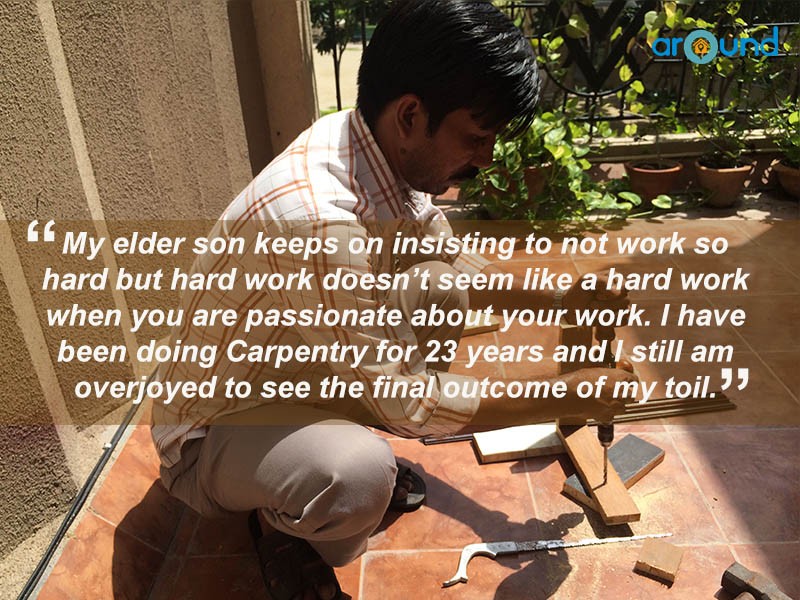 around
“ My elder son keeps on insisting to not work so
hard but hard work doesn’t seem like a hard work
when you are passionate about your work. I have
been doing Carpentry for 23 years and I still am
overjoyed to see the final outcome of my toil. ”